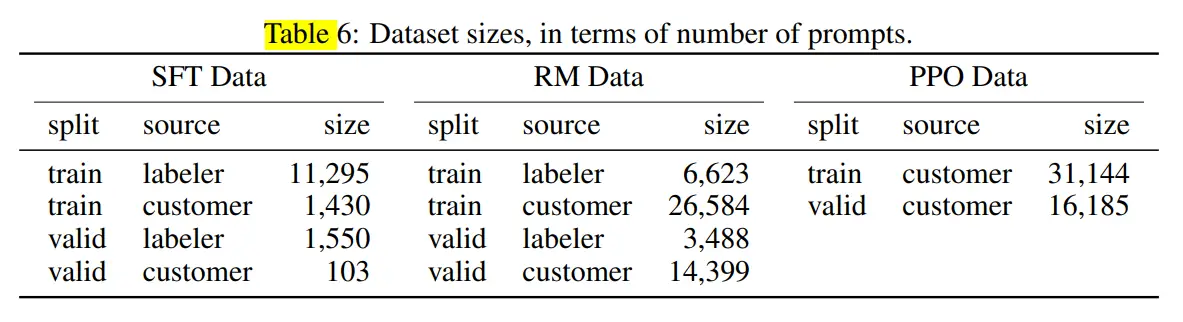 Table 6: Dataset sizes, in terms of number of prompts.
SFT Data RM Data PPO Data
split source size split source size split source size
train labeler 11,295 train labeler 6,623 train customer 31,144
train customer 1,430 train customer 26,584 valid customer 16,185
valid labeler 1,550 valid labeler 3,488
valid customer 103 valid customer 14,399